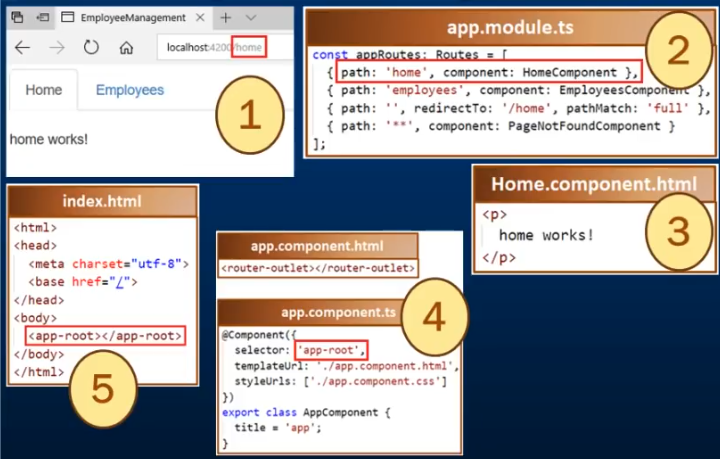 EmployeeManagement
localhost:4200/home
Home Employees
home works!
1
app.module.ts
const appRoutes: Routes = [
{ path: 'home', component: HomeComponent },
{ path: 'employees', component: EmployeesComponent },
{ path: '', redirectTo: '/home', pathMatch: 'full' },
{ path: '**', component: PageNotFoundComponent }
];
2
Home.component.html
<p>
home works!
</p>
3
index.html
<html>
<head>
<meta charset="utf-8">
<base href="/">
</head>
<body>
<app-root></app-root>
</body>
</html>
5
app.component.html
<router-outlet></router-outlet>
app.component.ts
@Component({
selector: 'app-root',
templateUrl: './app.component.html',
styleUrls: ['./app.component.css']
})
export class AppComponent {
title = 'app';
}
4